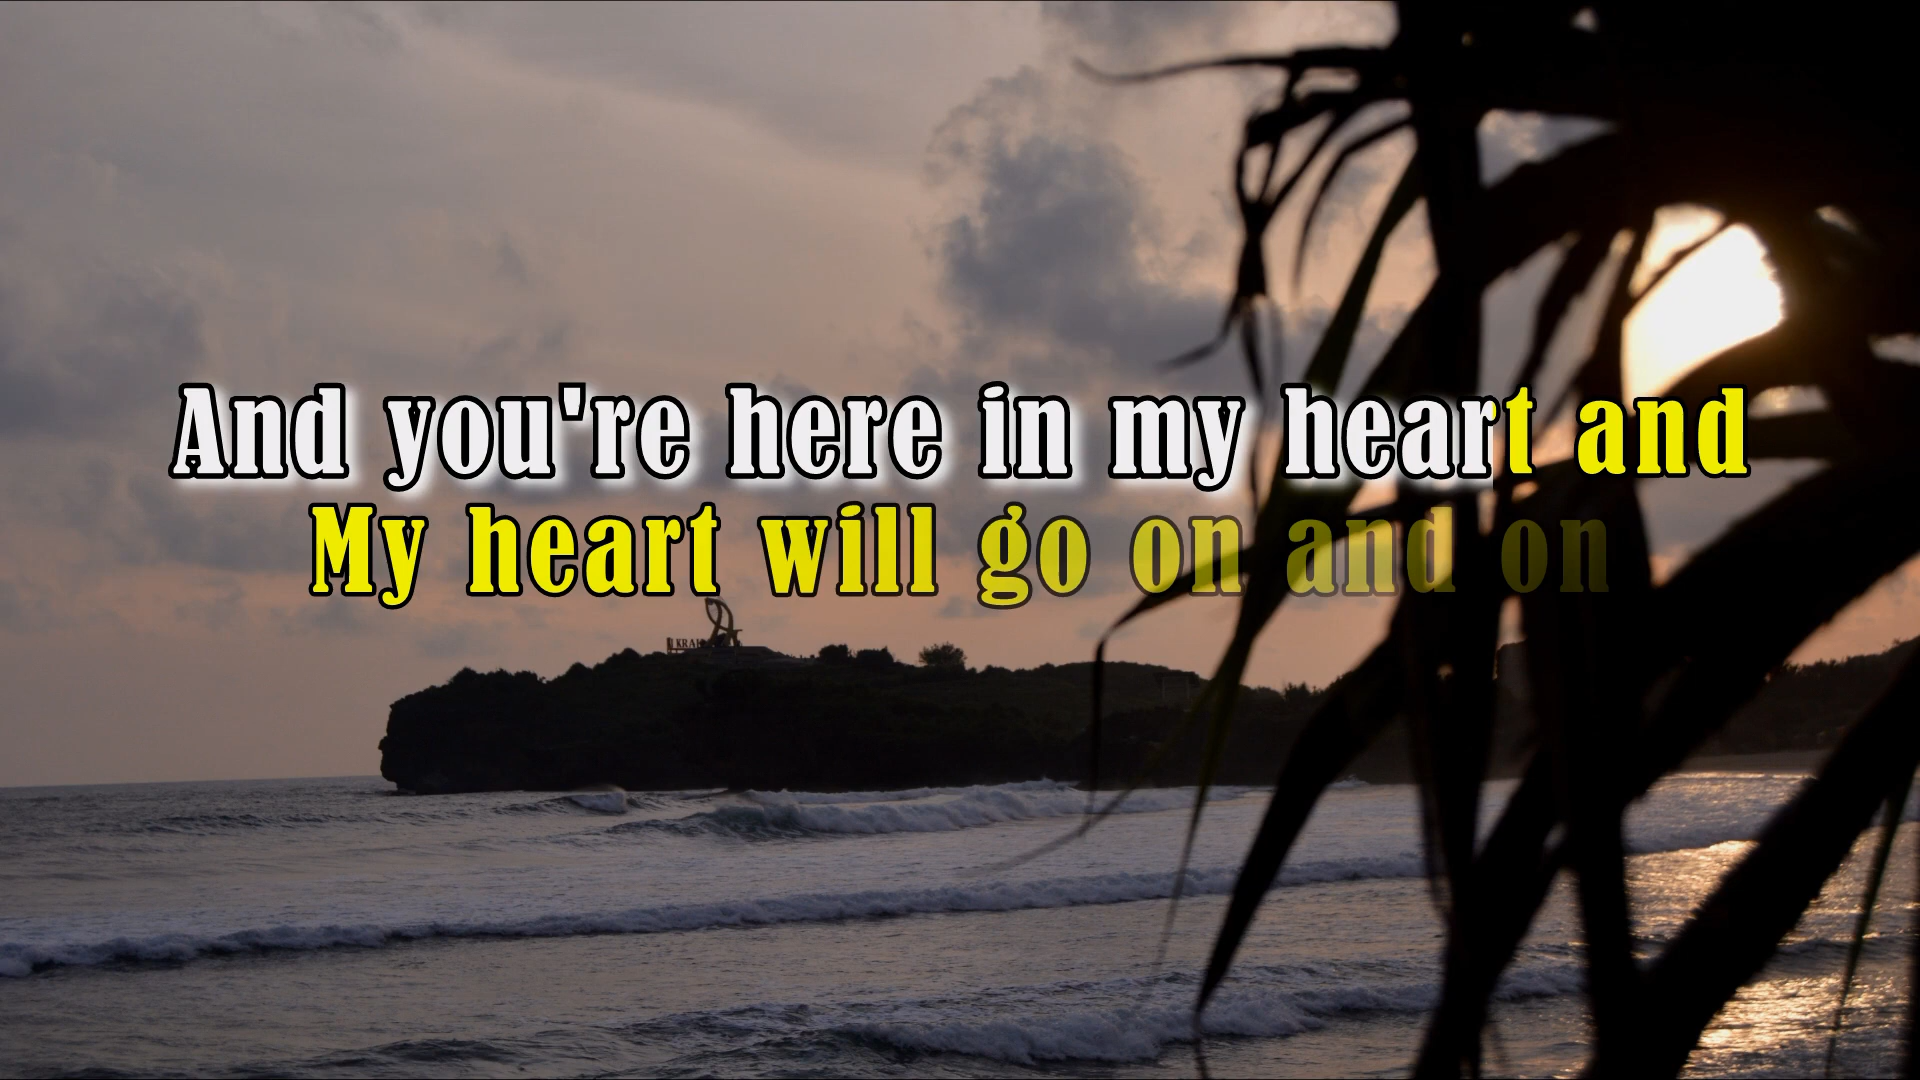 And you're here in my heart and
My heart will go on and on